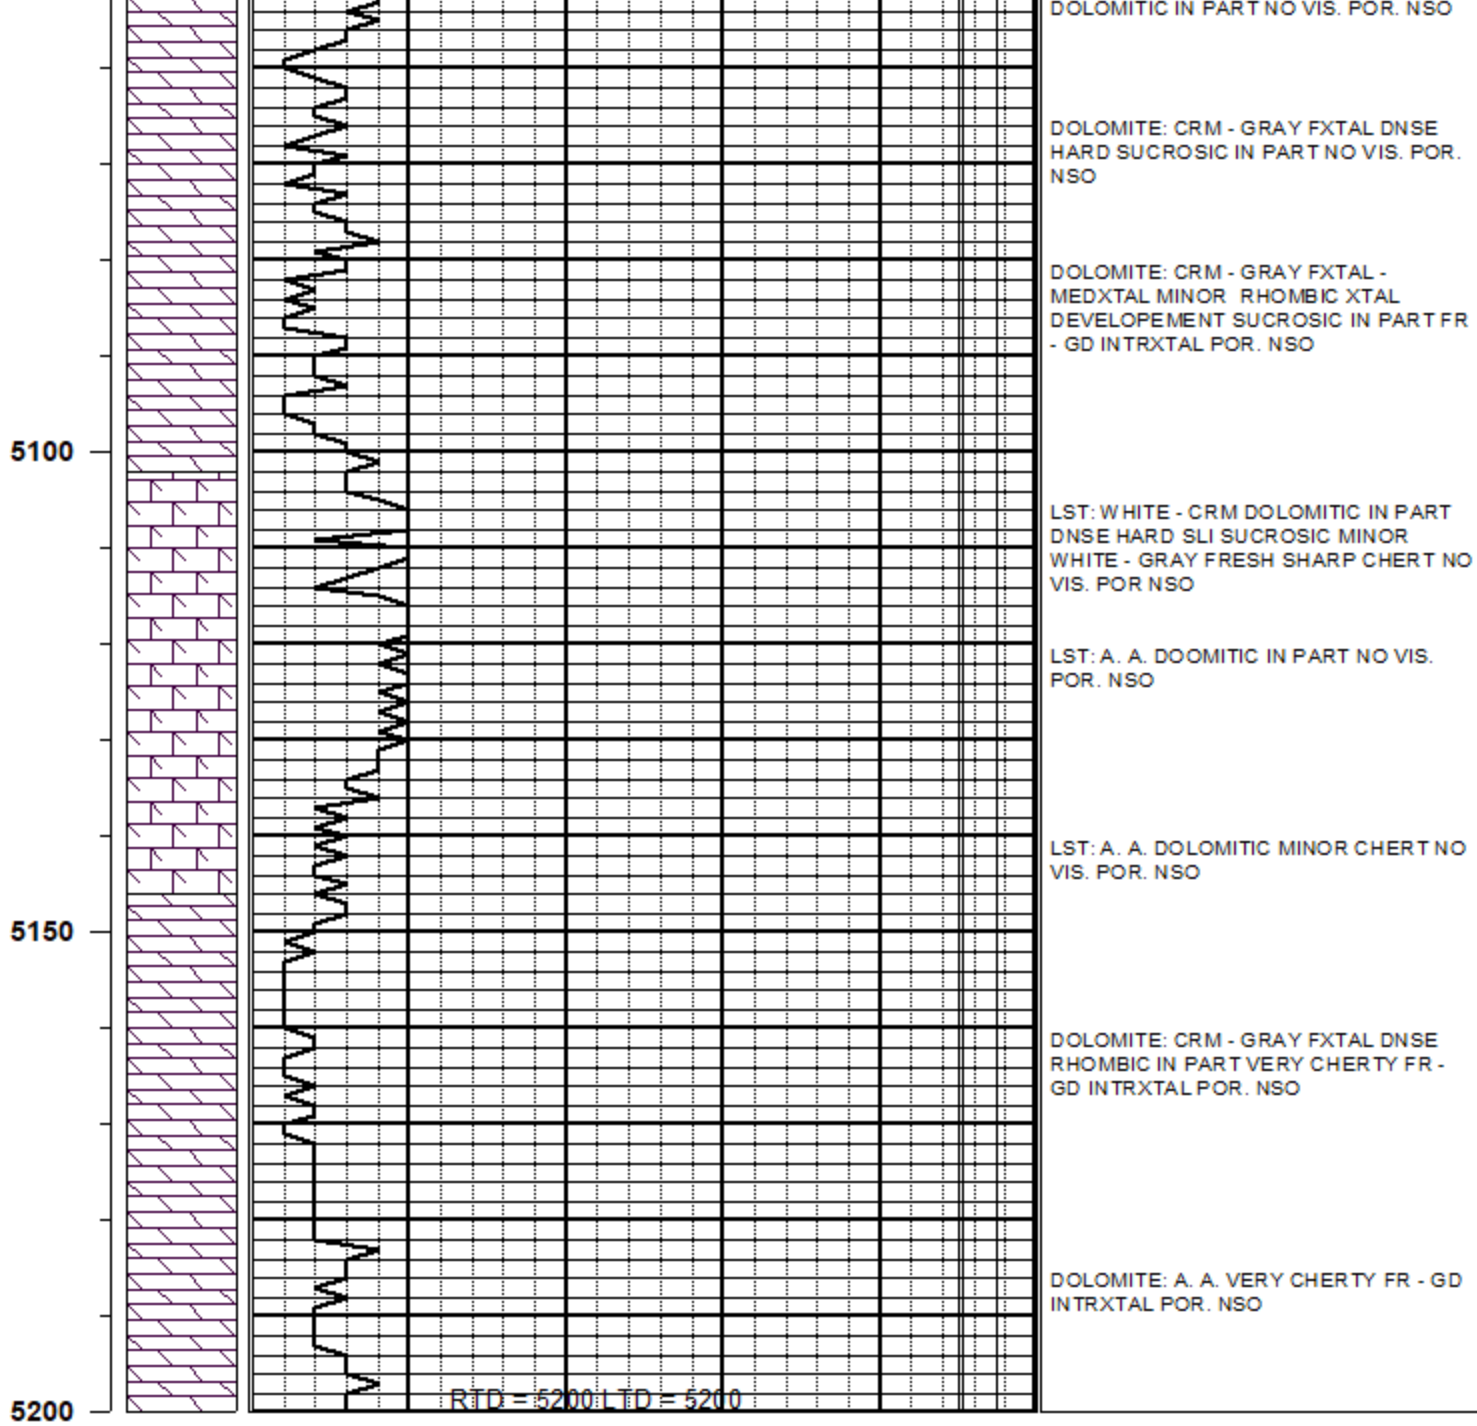 DOLOMITIC IN PART NO VIS. POR. NSO
DOLOMITE: CRM - GRAY FXTAL DNSE
HARD SUCROSIC IN PART NO VIS. POR.
NSO
DOLOMITE: CRM - GRAY FXTAL -
MEDXTAL MINOR RHOMBIC XTAL
DEVELOPEMENT SUCROSIC IN PART FR
- GD INTRXTAL POR. NSO
5100
LST: WHITE - CRM DOLOMITIC IN PART
DNSE HARD SLI SUCROSIC MINOR
WHITE - GRAY FRESH SHARP CHERT NO
VIS. POR NSO
LST: A. A. DOOMITIC IN PART NO VIS.
POR. NSO
LST: A. A. DOLOMITIC MINOR CHERT NO
VIS. POR. NSO
5150
DOLOMITE: CRM - GRAY FXTAL DNSE
RHOMBIC IN PART VERY CHERTY FR -
GD INTRXTAL POR. NSO
DOLOMITE: A. A. VERY CHERTY FR - GD
INTRXTAL POR. NSO
RTD = 5200 LTD = 5200
5200